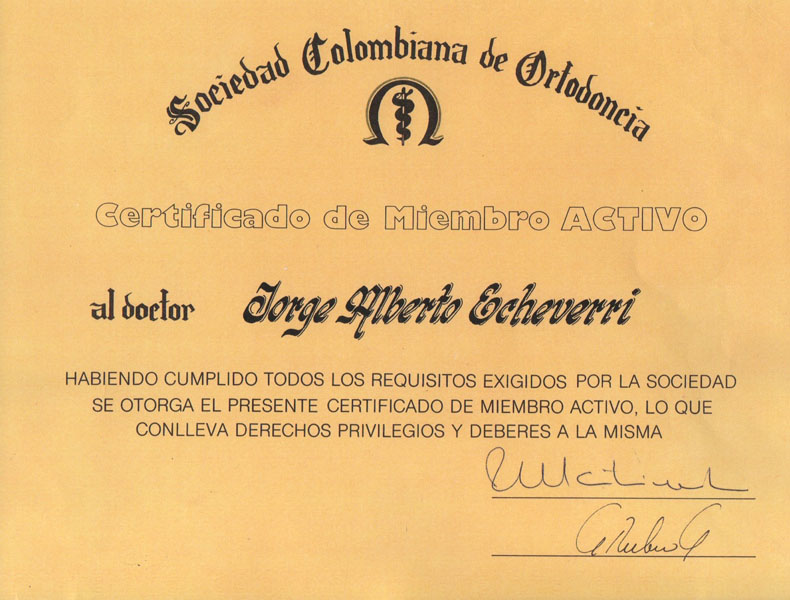 Sociedad Colombiana de Ortodoncia
Certificado de Miembro ACTIVO
al doctor Jorge Alberto Echeverri
HABIENDO CUMPLIDO TODOS LOS REQUISITOS EXIGIDOS POR LA SOCIEDAD
SE OTORGA EL PRESENTE CERTIFICADO DE MIEMBRO ACTIVO, LO QUE
CONLLEVA DERECHOS PRIVILEGIOS Y DEBERES A LA MISMA